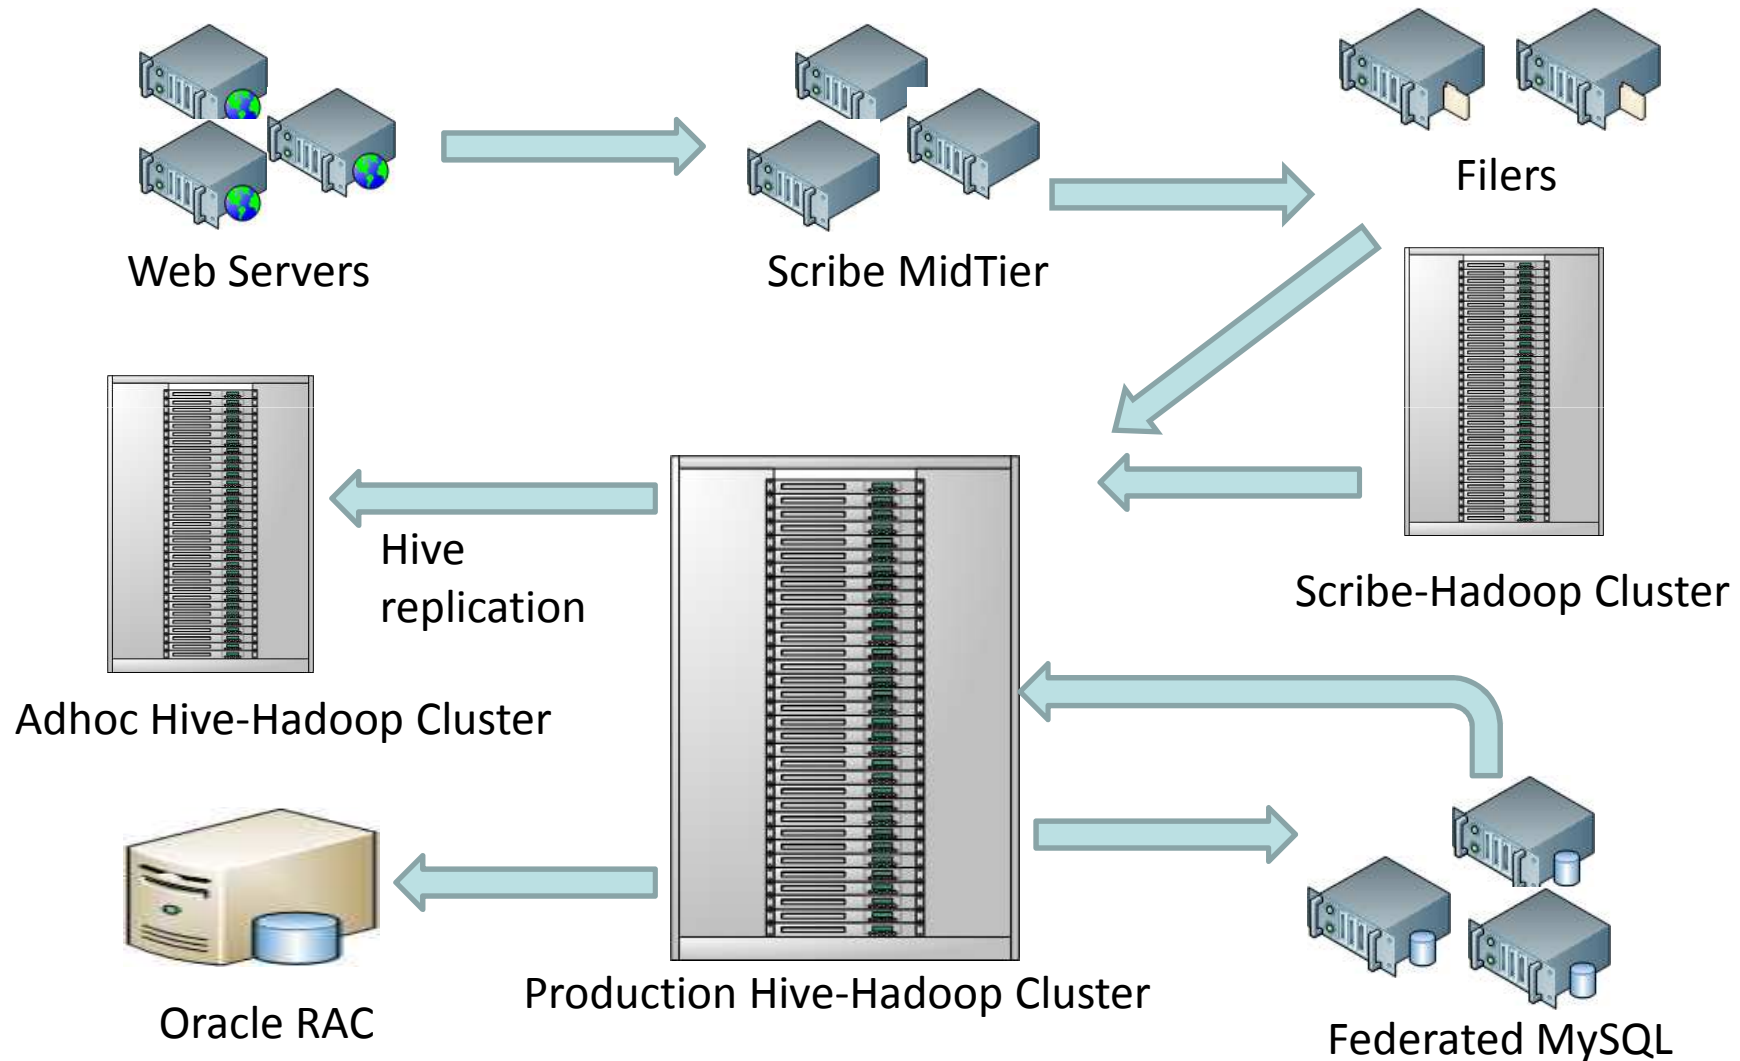 Web Servers
Scribe MidTier
Filers
Hive
replication
Scribe-Hadoop Cluster
Adhoc Hive-Hadoop Cluster
Production Hive-Hadoop Cluster
Oracle RAC
Federated MySQL